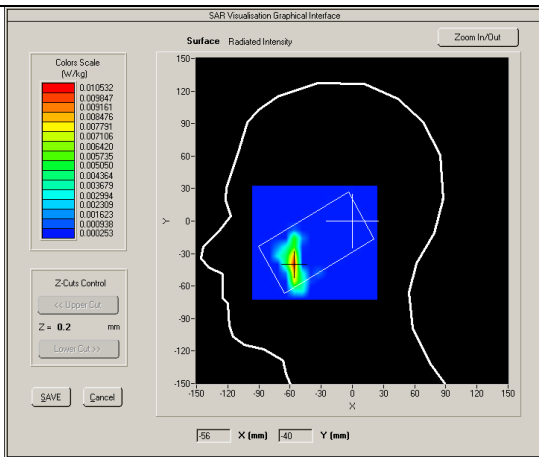 SAR Visualisation Graphical Interface
Surface Radiated Intensity
Zoom In/Out
Colors Scale
(W/kg)
0.010532
0.009847
0.009161
0.008476
0.007791
0.007106
0.006420
0.005735
0.005050
0.004364
0.003679
0.002994
0.002309
0.001623
0.000938
0.000253
Z-Cuts Control
<< Upper Cut
Z = 0.2 mm
Lower Cut >>
SAVE
Cancel
150
120
90
60
30
0
-30
-60
-90
-120
-150
Y
-150 -120 -90 -60 -30 0 30 60 90 120 150
X
-56 X (mm) -40 Y (mm)